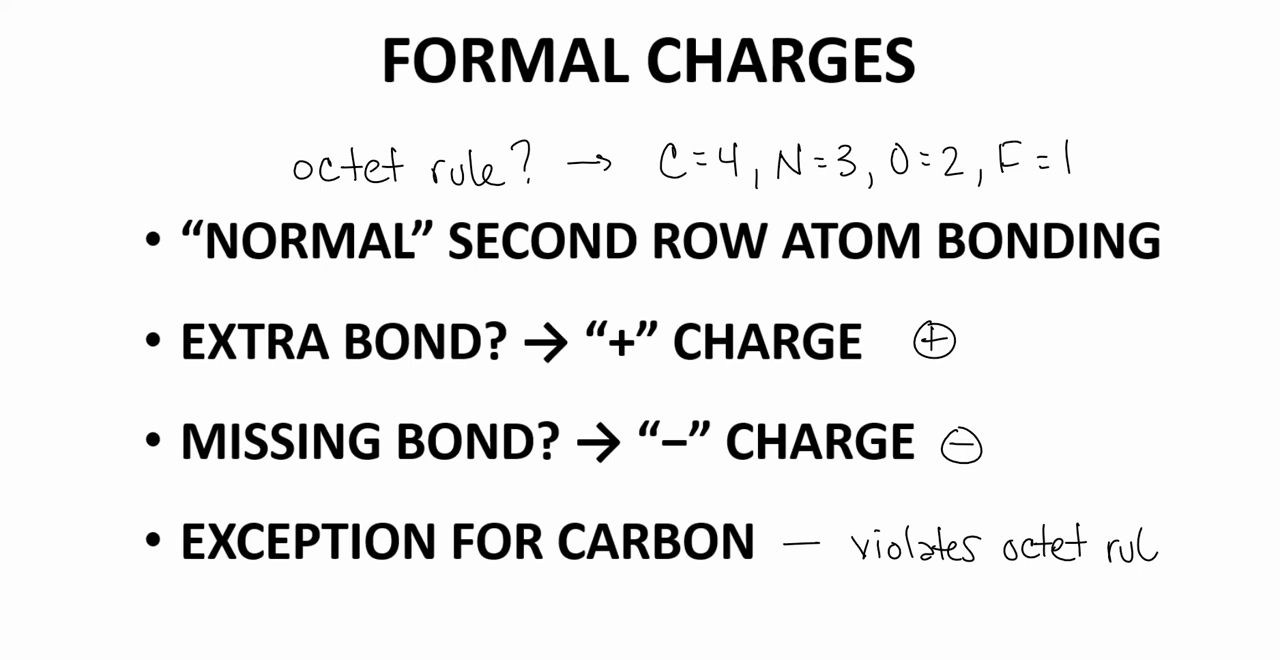 FORMAL CHARGES
octet rule? → C=4, N=3, O=2, F=1
• “NORMAL” SECOND ROW ATOM BONDING
• EXTRA BOND? → “+” CHARGE ⊕
• MISSING BOND? → “–” CHARGE ⊖
• EXCEPTION FOR CARBON — violates octet rul